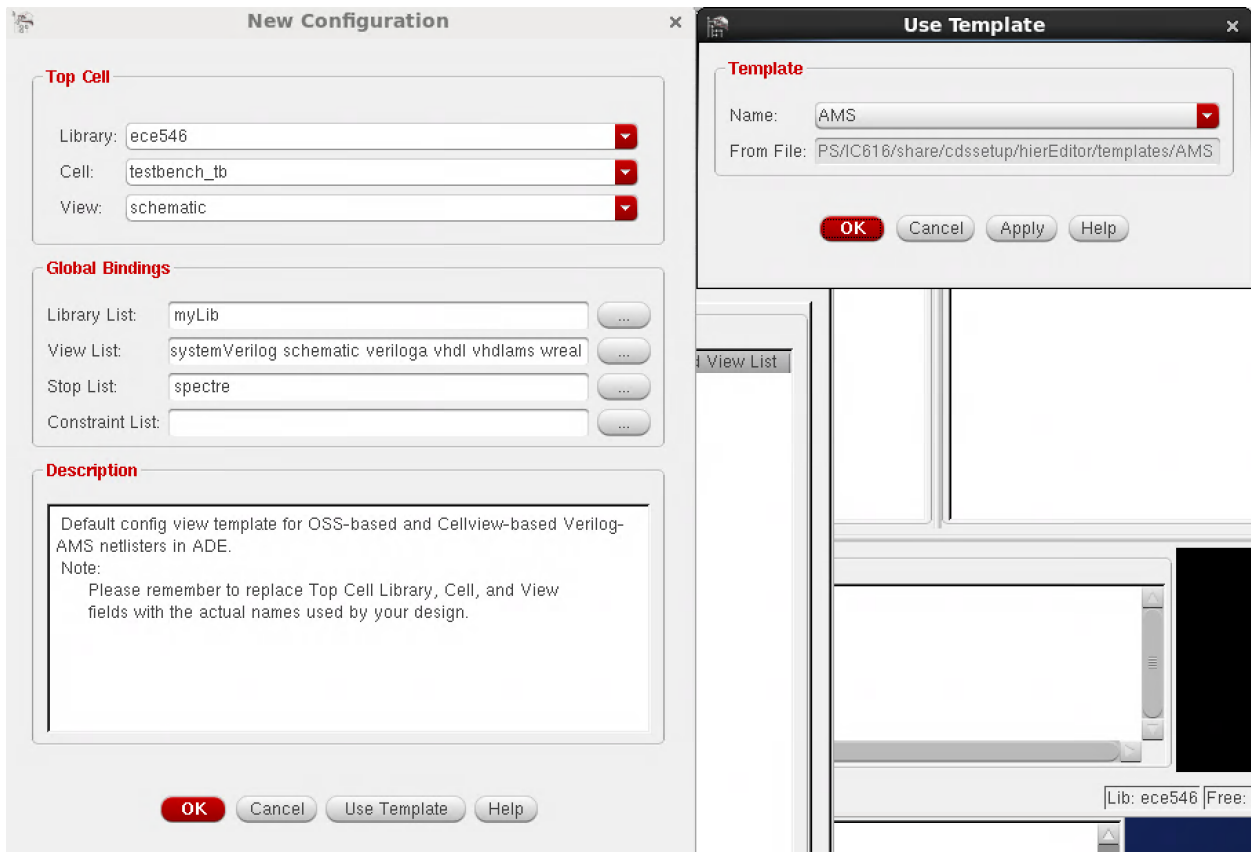 New Configuration
Top Cell
Library: ece546
Cell: testbench_tb
View: schematic
Global Bindings
Library List: myLib ...
View List: systemVerilog schematic veriloga vhdl vhdlams wreal ...
Stop List: spectre ...
Constraint List: ...
Description
Default config view template for OSS-based and Cellview-based Verilog-
AMS netlisters in ADE.
Note:
Please remember to replace Top Cell Library, Cell, and View
fields with the actual names used by your design.
OK Cancel Use Template Help
Use Template
Template
Name: AMS
From File: PS/IC616/share/cdssetup/hierEditor/templates/AMS
OK Cancel Apply Help
View List
Lib: ece546 Free: